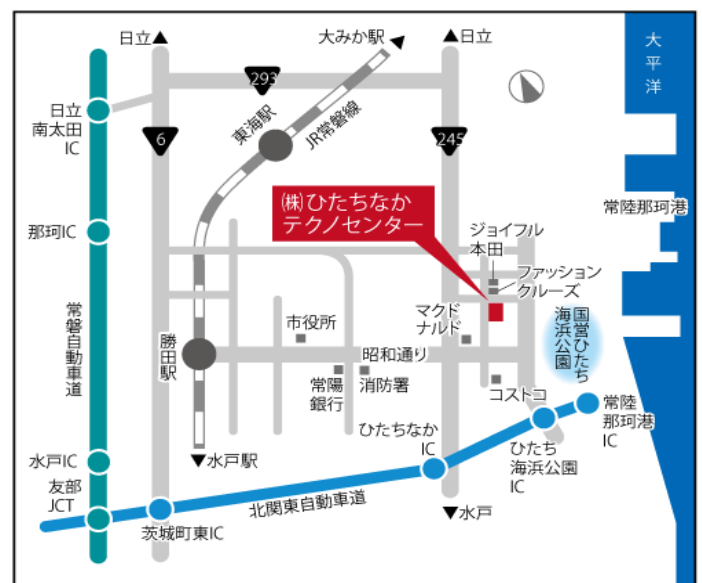 日立▲
大みか駅
▲日立
大平洋
293
日立
南太田
IC
6
東海駅
JR常磐線
245
㈱ひたちなか
テクノセンター
常陸那珂港
那珂IC
ジョイフル
本田
ファッション
クルーズ
常磐自動車道
勝田駅
市役所
マクド
ナルド
国営ひたち
海浜公園
昭和通り
常陽
銀行
消防署
コストコ
常陸
那珂港
IC
ひたちなか
IC
ひたち
海浜公園
IC
水戸IC
▼水戸駅
友部
JCT
北関東自動車道
▼水戸
茨城町東IC